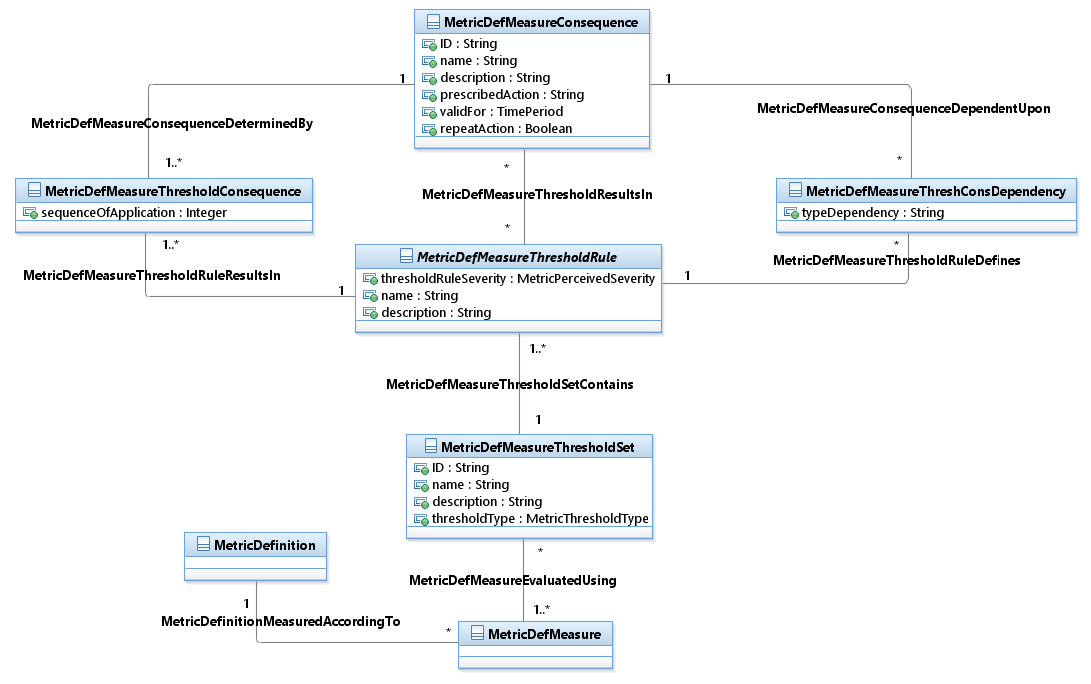 MetricDefMeasureConsequence
ID : String
name : String
description : String
prescribedAction : String
validFor : TimePeriod
repeatAction : Boolean
1
1
MetricDefMeasureConsequenceDeterminedBy
MetricDefMeasureConsequenceDependentUpon
1..*
*
*
MetricDefMeasureThresholdConsequence
sequenceOfApplication : Integer
MetricDefMeasureThresholdResultsIn
MetricDefMeasureThreshConsDependency
typeDependency : String
*
1..*
*
MetricDefMeasureThresholdRuleResultsIn
MetricDefMeasureThresholdRuleDefines
1
1
MetricDefMeasureThresholdRule
thresholdRuleSeverity : MetricPerceivedSeverity
name : String
description : String
1..*
MetricDefMeasureThresholdSetContains
1
MetricDefMeasureThresholdSet
ID : String
name : String
description : String
thresholdType : MetricThresholdType
*
MetricDefMeasureEvaluatedUsing
1..*
MetricDefinition
1
MetricDefinitionMeasuredAccordingTo
*
MetricDefMeasure